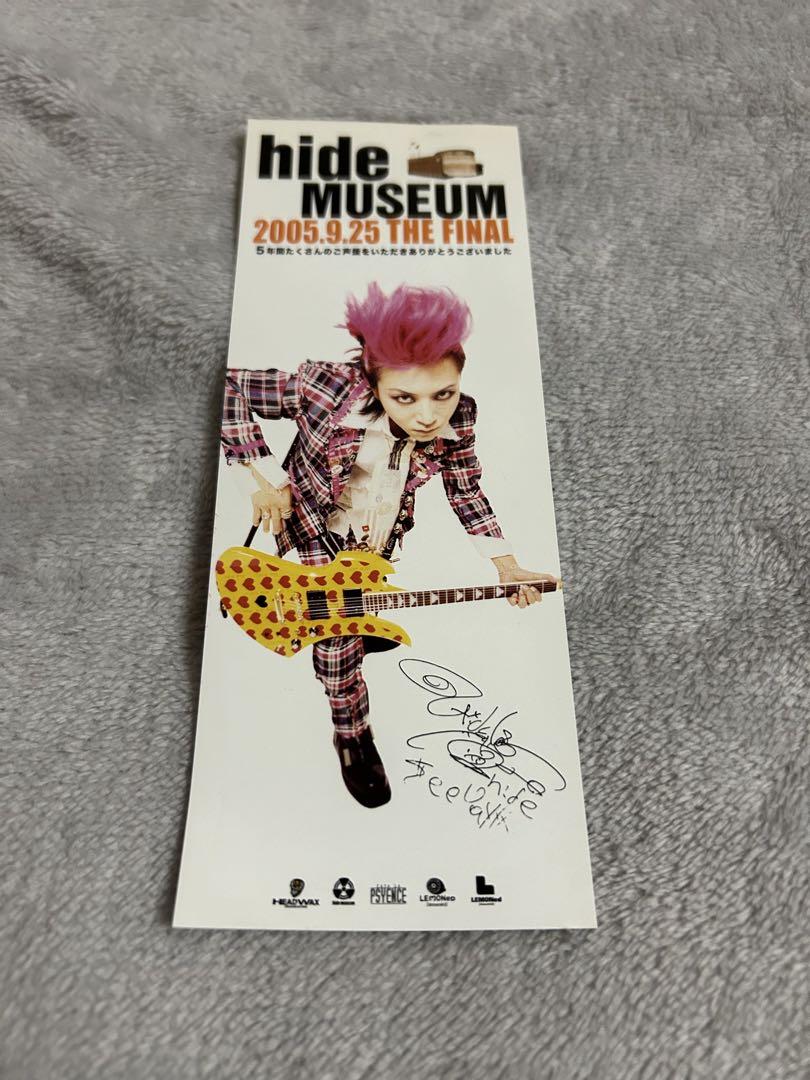 hide
MUSEUM
2005.9.25 THE FINAL
5年間たくさんのご声援をいただきありがとうございました
hide
HEADWAX
PSYENCE
LEMONeD
LEMONed